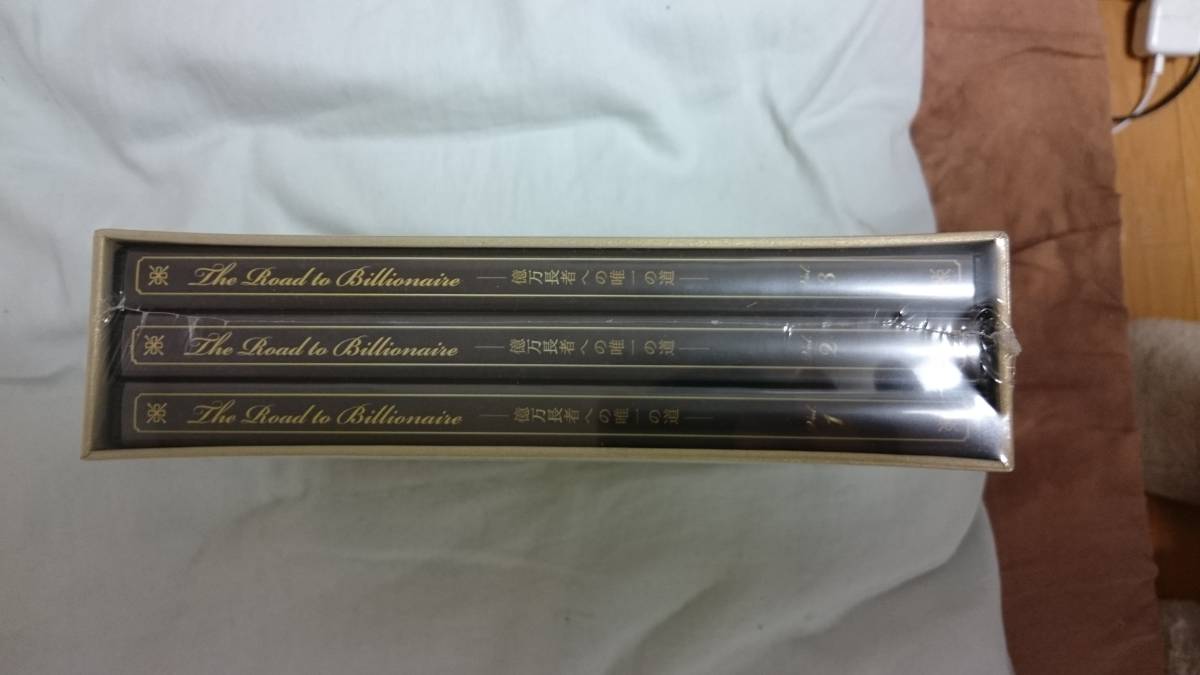 The Road to Billionaire ―億万長者への唯一の道― Vol. 3
The Road to Billionaire ―億万長者への唯一の道― Vol. 2
The Road to Billionaire ―億万長者への唯一の道― Vol. 1